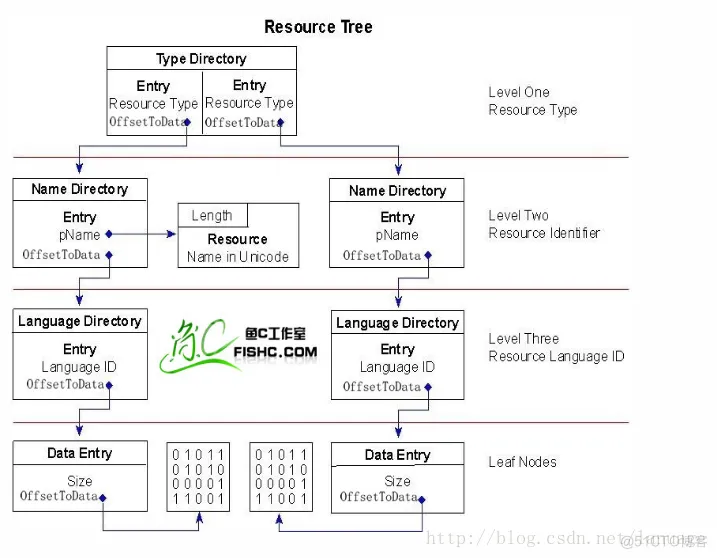 Resource Tree
Type Directory
Entry Entry
Resource Type Resource Type
OffsetToData OffsetToData
Level One
Resource Type
Name Directory
Entry
pName
OffsetToData
Length
Resource
Name in Unicode
Name Directory
Entry
pName
OffsetToData
Level Two
Resource Identifier
Language Directory
Entry
Language ID
OffsetToData
鱼C工作室
FISHC.COM
Language Directory
Entry
Language ID
OffsetToData
Level Three
Resource Language ID
Data Entry
Size
OffsetToData
0 1 0 1 1
0 1 0 1 0
0 0 0 0 1
1 1 0 0 1
0 1 0 1 1
0 1 0 1 0
0 0 0 0 1
1 1 0 0 1
Data Entry
Size
OffsetToData
Leaf Nodes
http://blog.csdn.net/
@51CTO博客